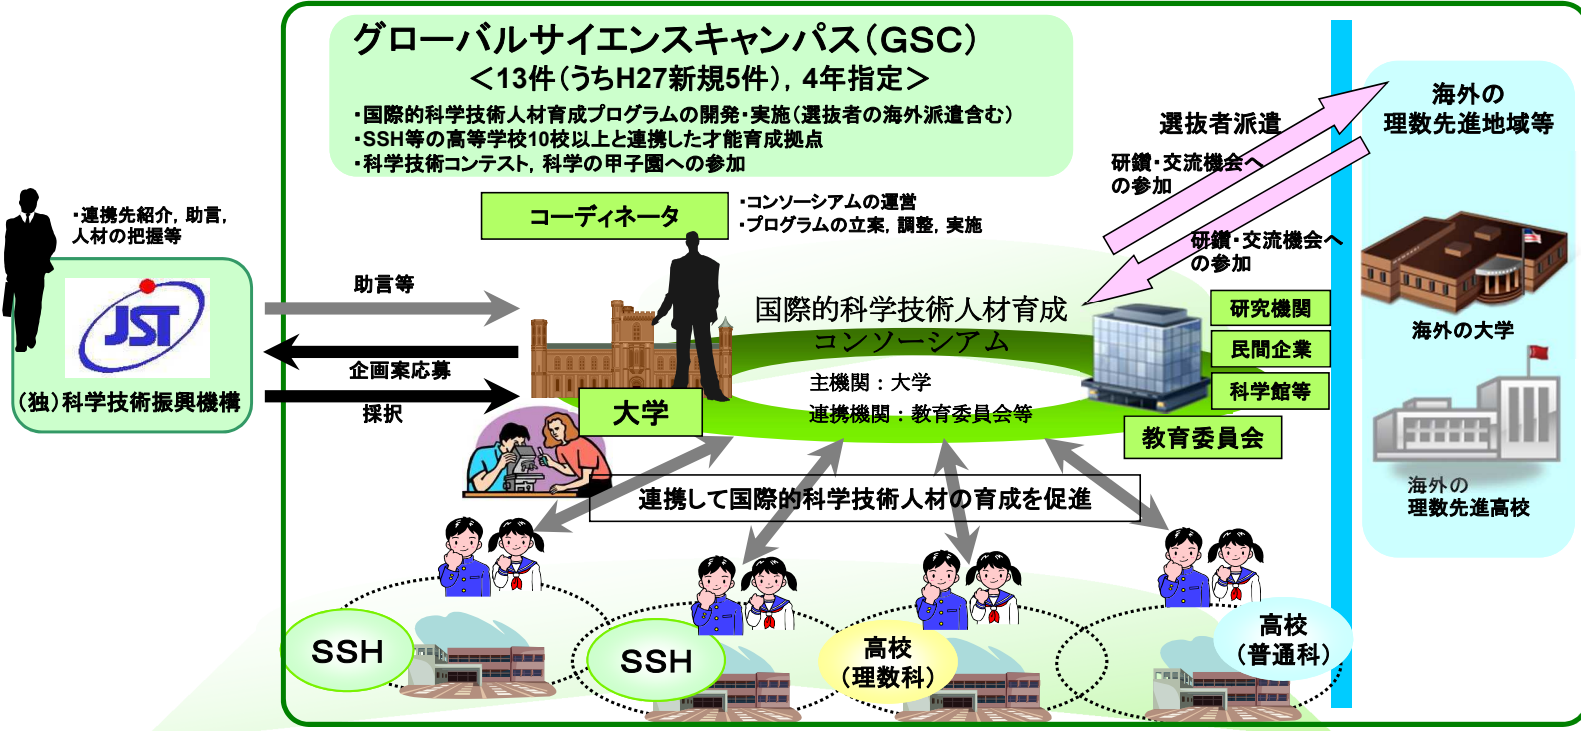 グローバルサイエンスキャンパス（GSC）
＜13件（うちH27新規5件），4年指定＞
・国際的科学技術人材育成プログラムの開発・実施（選抜者の海外派遣含む）
・SSH等の高等学校10校以上と連携した才能育成拠点
・科学技術コンテスト，科学の甲子園への参加
海外の
理数先進地域等
選抜者派遣
研鑽・交流機会へ
の参加
研鑽・交流機会へ
の参加
・連携先紹介，助言，
人材の把握等
コーディネータ
・コンソーシアムの運営
・プログラムの立案，調整，実施
JST
（独）科学技術振興機構
助言等
企画案応募
採択
国際的科学技術人材育成
コンソーシアム
主機関：大学
連携機関：教育委員会等
大学
研究機関
民間企業
科学館等
教育委員会
海外の大学
海外の
理数先進高校
連携して国際的科学技術人材の育成を促進
SSH
SSH
高校
（理数科）
高校
（普通科）